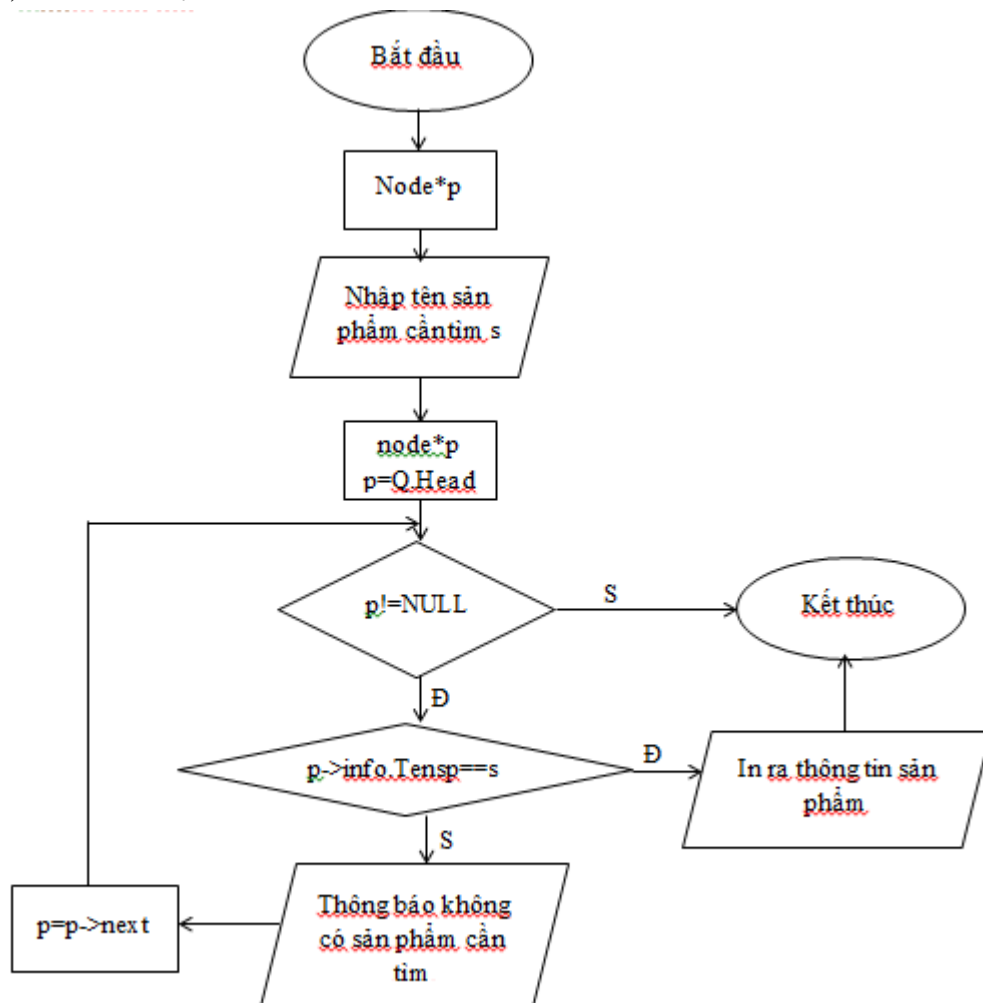 Bắt đầu
Node*p
Nhập tên sản
phẩm cầntìm s
node*p
p=Q.Head
p!=NULL
S
Kết thúc
Đ
p->info.Tensp==s
Đ
In ra thông tin sản
phẩm
S
Thông báo không
có sản phẩm cần
tìm
p=p->next